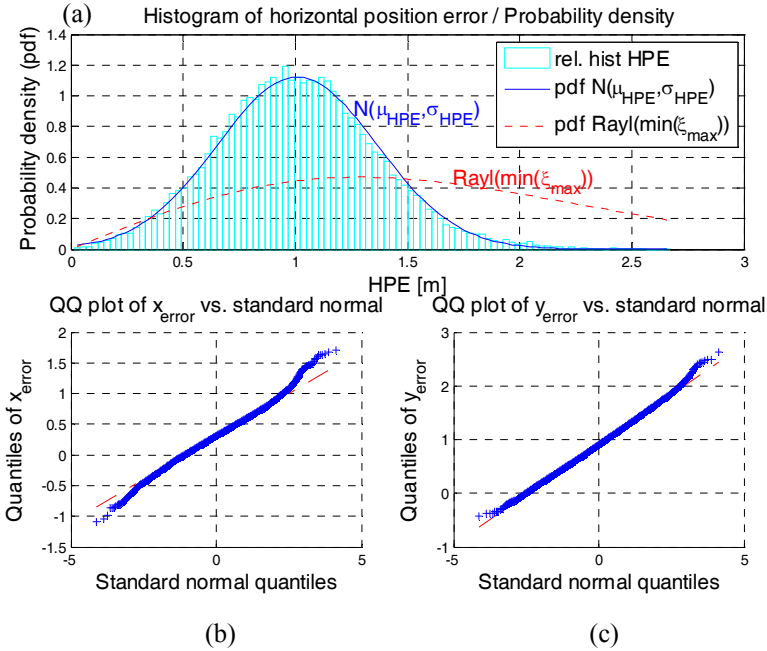 (a)
Histogram of horizontal position error / Probability density
Probability density (pdf)
1.4
1.2
1
0.8
0.6
0.4
0.2
0
rel. hist HPE
pdf N(μHPE,σHPE)
pdf Rayl(min(ξmax))
N(μHPE,σHPE)
Rayl(min(ξmax))
0 0.5 1 1.5 2 2.5 3
HPE [m]
QQ plot of xerror vs. standard normal
Quantiles of xerror
2
1.5
1
0.5
0
-0.5
-1
-1.5
-5 0 5
Standard normal quantiles
(b)
QQ plot of yerror vs. standard normal
Quantiles of yerror
3
2
1
0
-1
-5 0 5
Standard normal quantiles
(c)